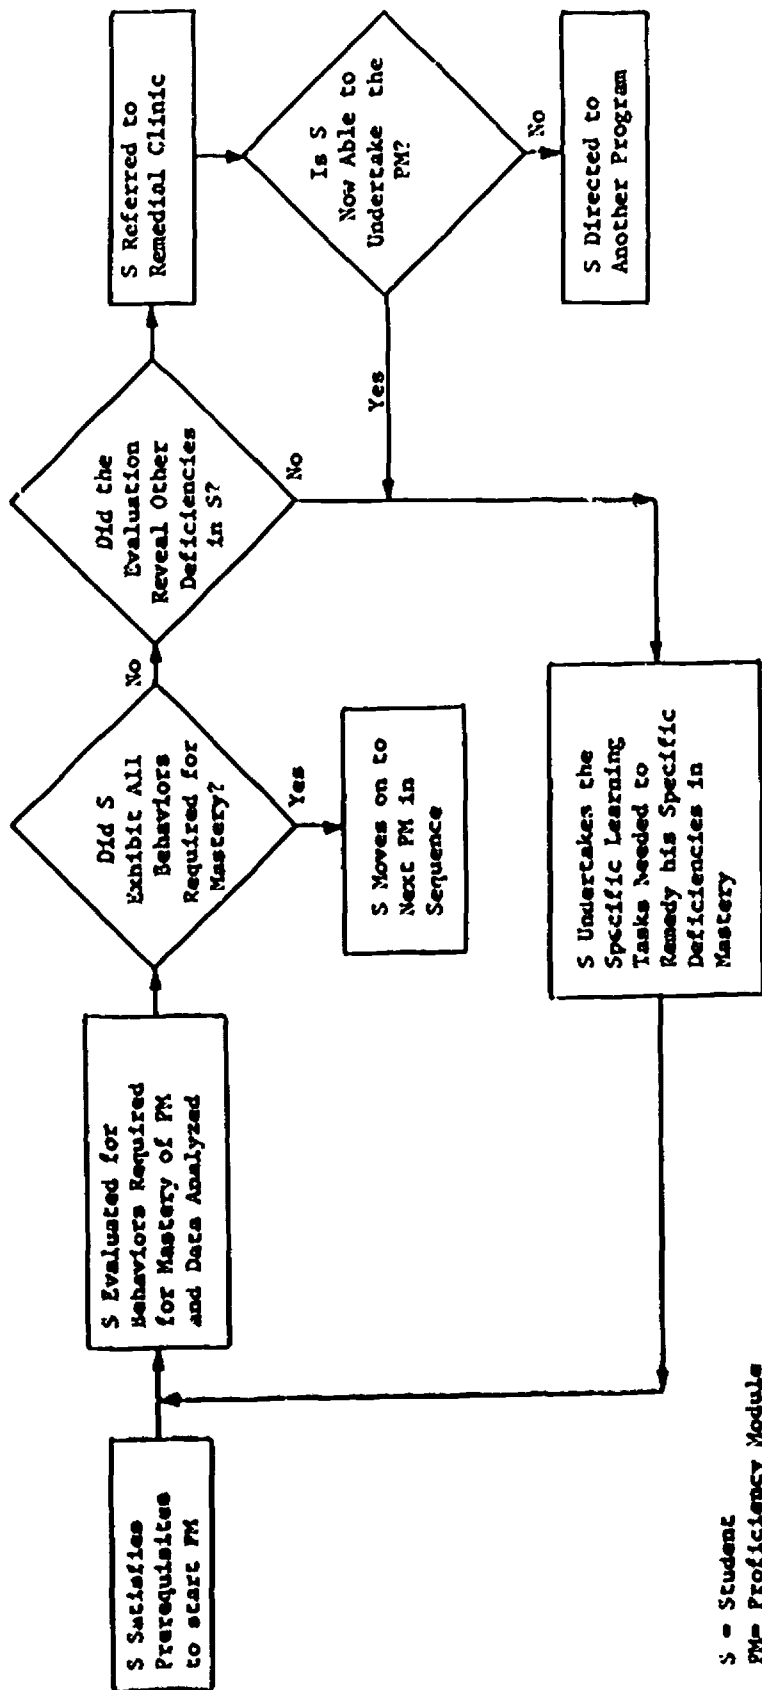 S Satisfies
Prerequisites
to start PM
S Evaluated for
Behaviors Required
for Mastery of PM
and Data Analyzed
Did S
Exhibit All
Behaviors
Required for
Mastery?
No
Yes
S Moves on to
Next PM in
Sequence
Did the
Evaluation
Reveal Other
Deficiencies
in S?
No
S Referred to
Remedial Clinic
Is S
Now Able to
Undertake the
PM?
Yes
No
S Directed to
Another Program
S Undertakes the
Specific Learning
Tasks Needed to
Remedy his Specific
Deficiencies in
Mastery
S = Student
PM= Proficiency Module